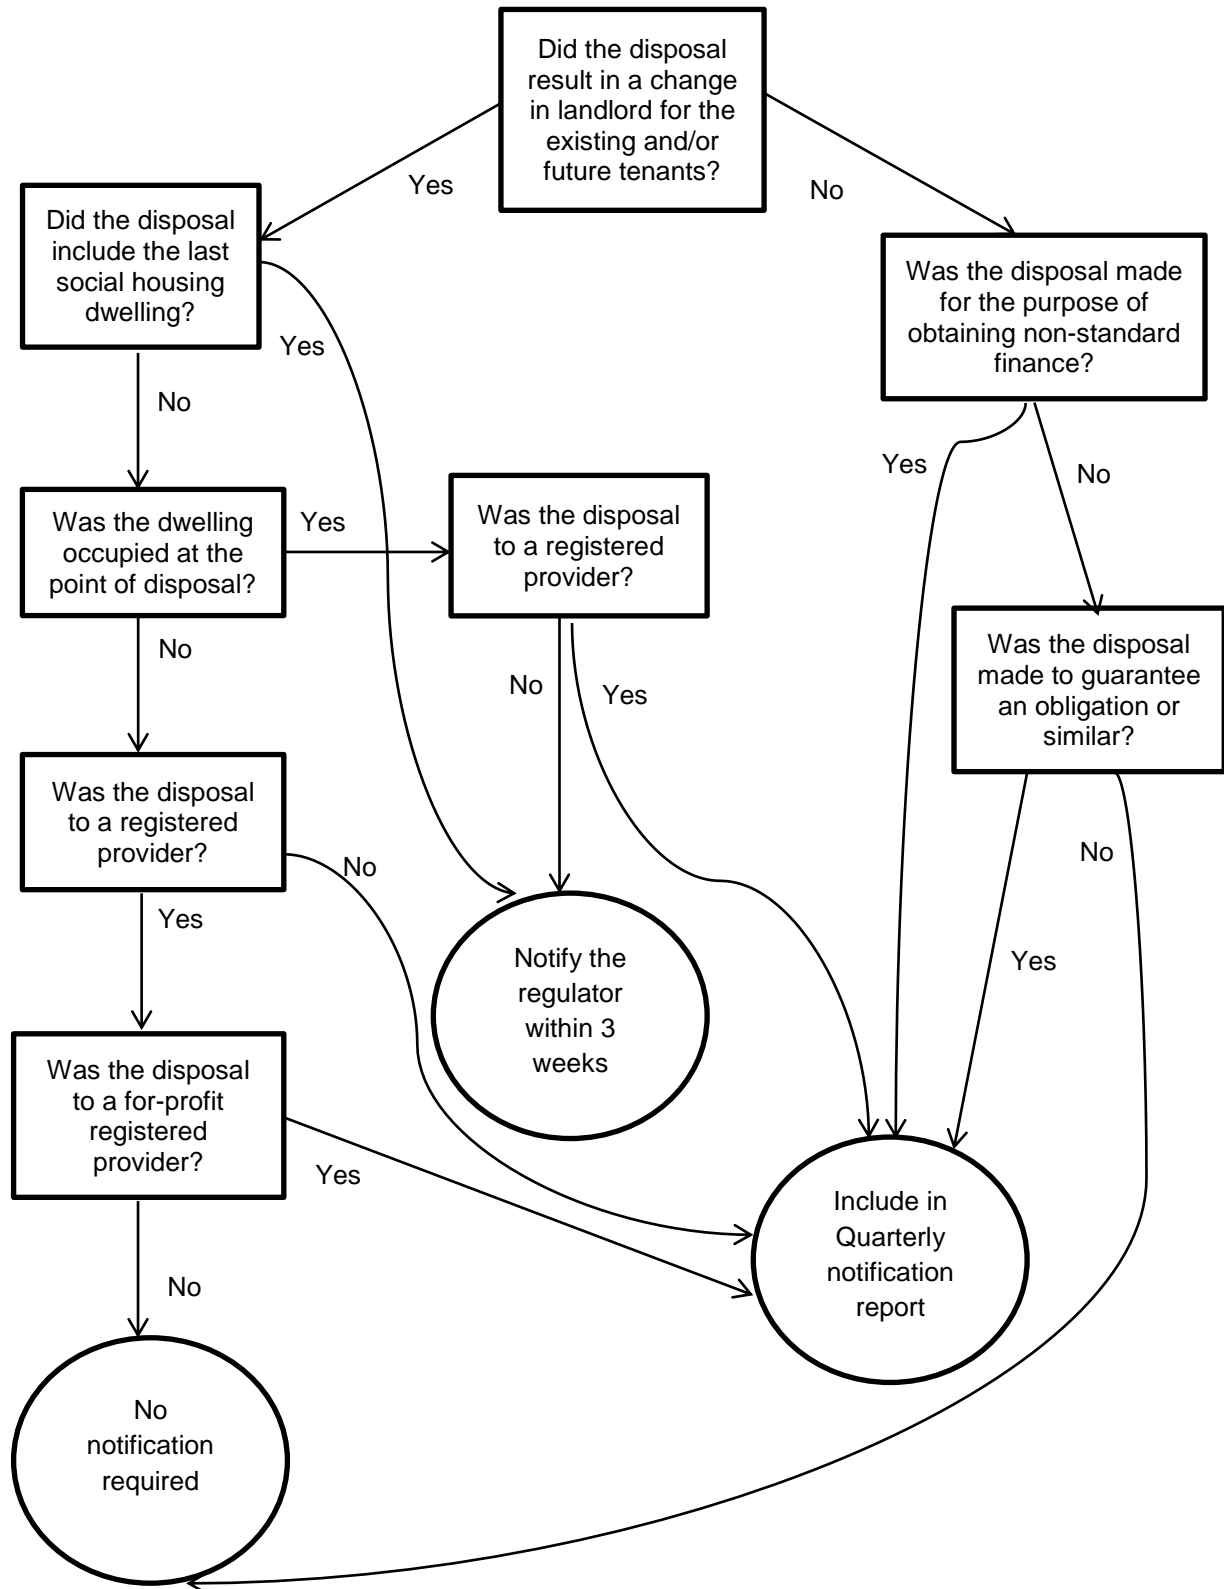 Did the disposal
result in a change
in landlord for the
existing and/or
future tenants?
Yes
No
Did the disposal
include the last
social housing
dwelling?
Was the disposal made
for the purpose of
obtaining non-standard
finance?
Yes
No
Yes
No
Was the dwelling
occupied at the
point of disposal?
Yes
Was the disposal
to a registered
provider?
No
No
Yes
Was the disposal
made to guarantee
an obligation or
similar?
Was the disposal
to a registered
provider?
No
Yes
No
Yes
Notify the
regulator
within 3
weeks
Was the disposal
to a for-profit
registered
provider?
Yes
No
Include in
Quarterly
notification
report
No
notification
required